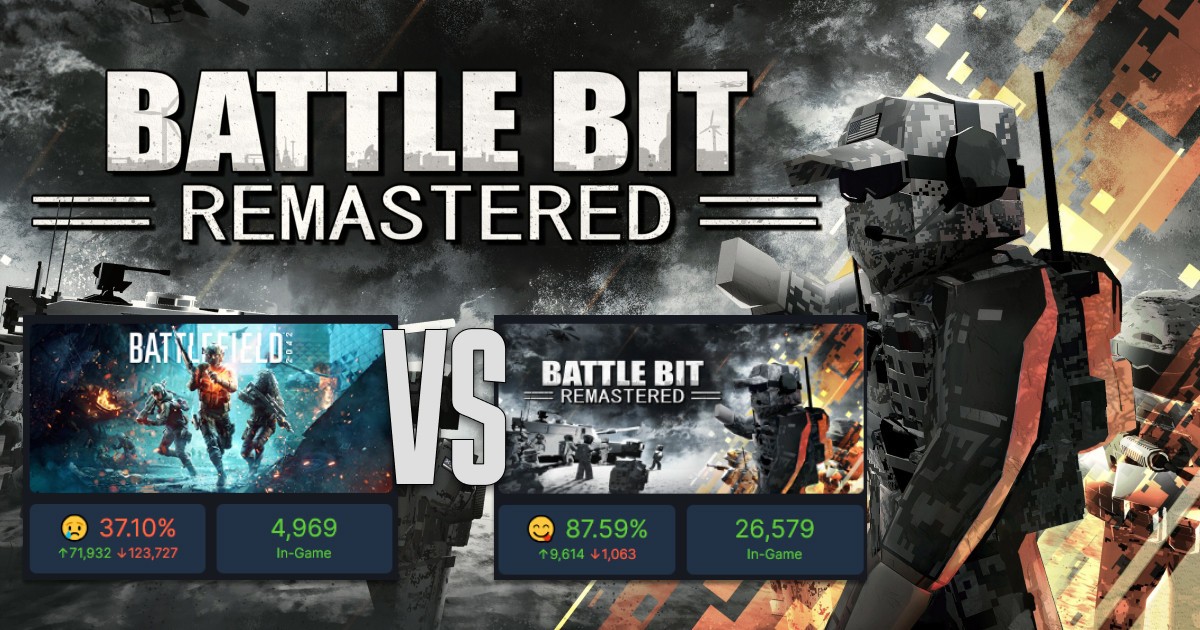 BATTLE BIT
REMASTERED
BATTLEFIELD 2042
VS
BATTLE BIT
REMASTERED
37.10%
↑71,932 ↓123,727
4,969
In-Game
87.59%
↑9,614 ↓1,063
26,579
In-Game